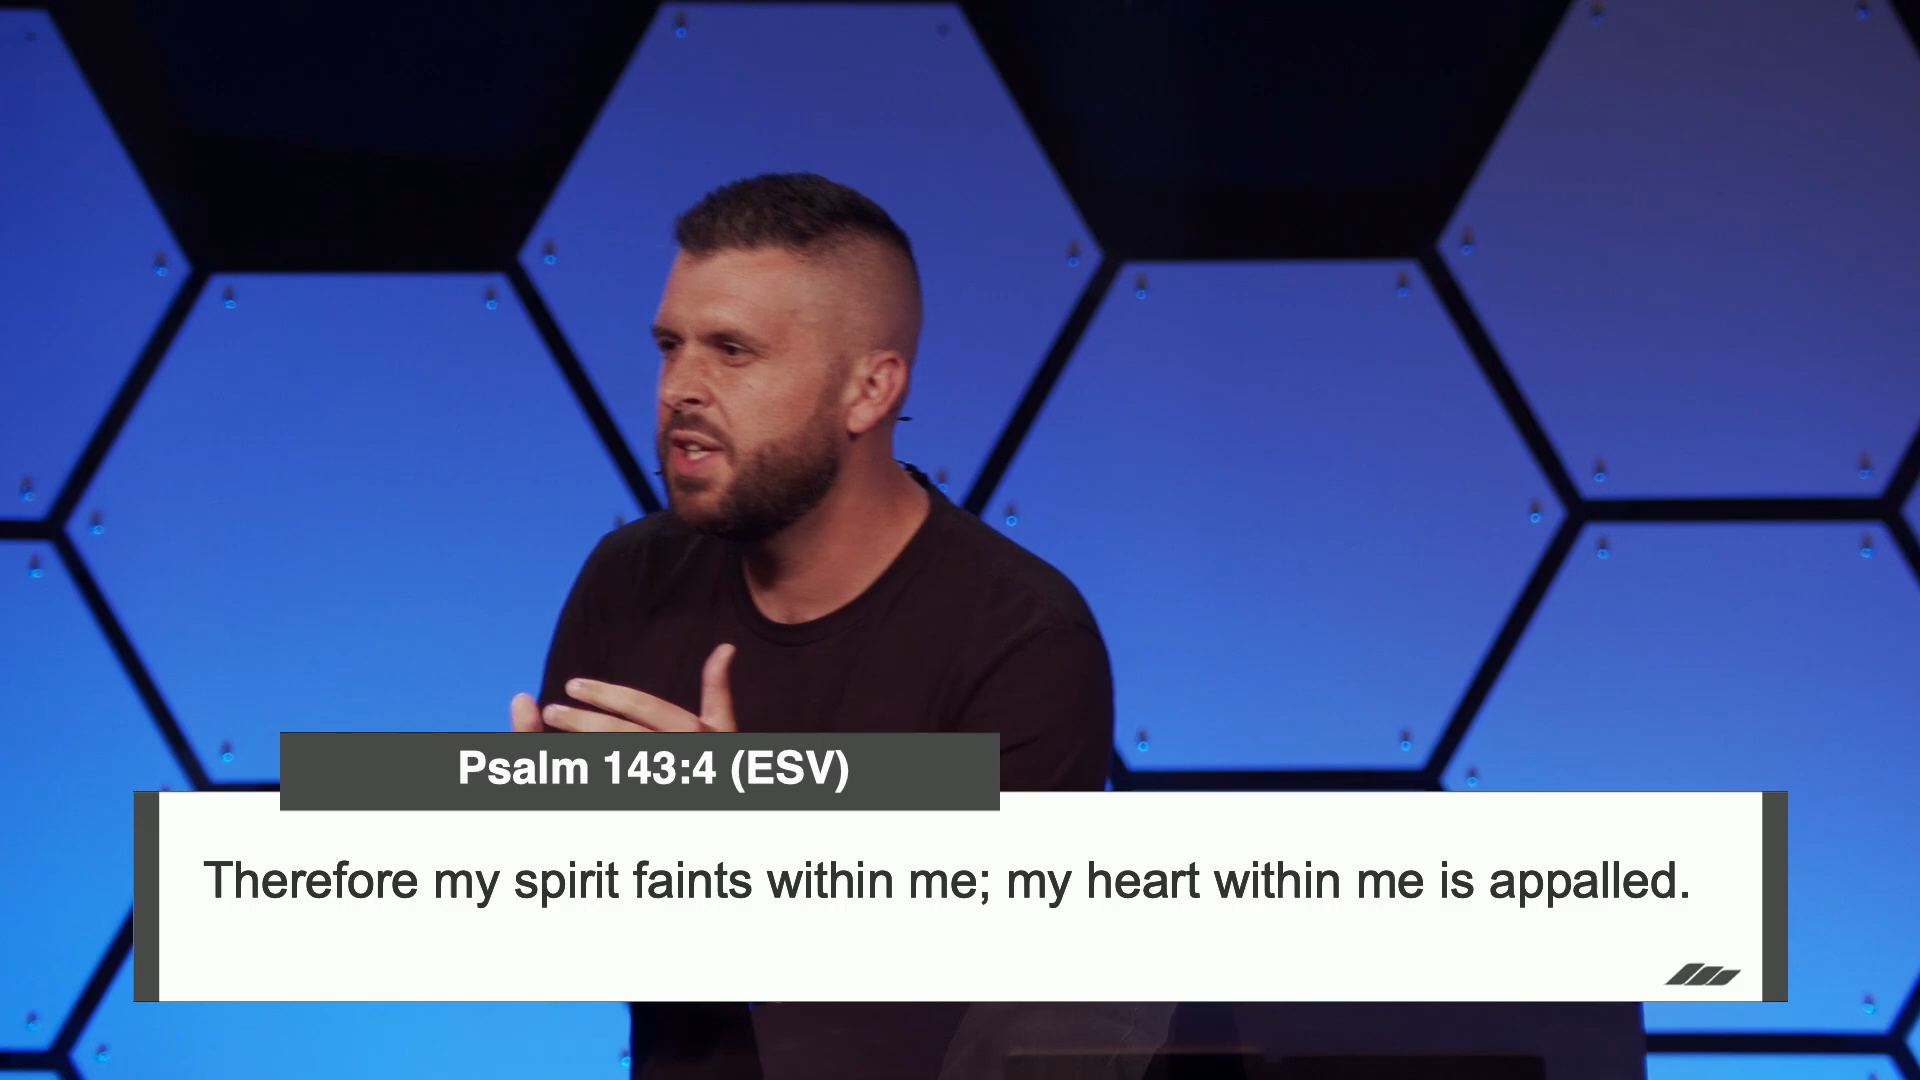 Psalm 143:4 (ESV)
Therefore my spirit faints within me; my heart within me is appalled.